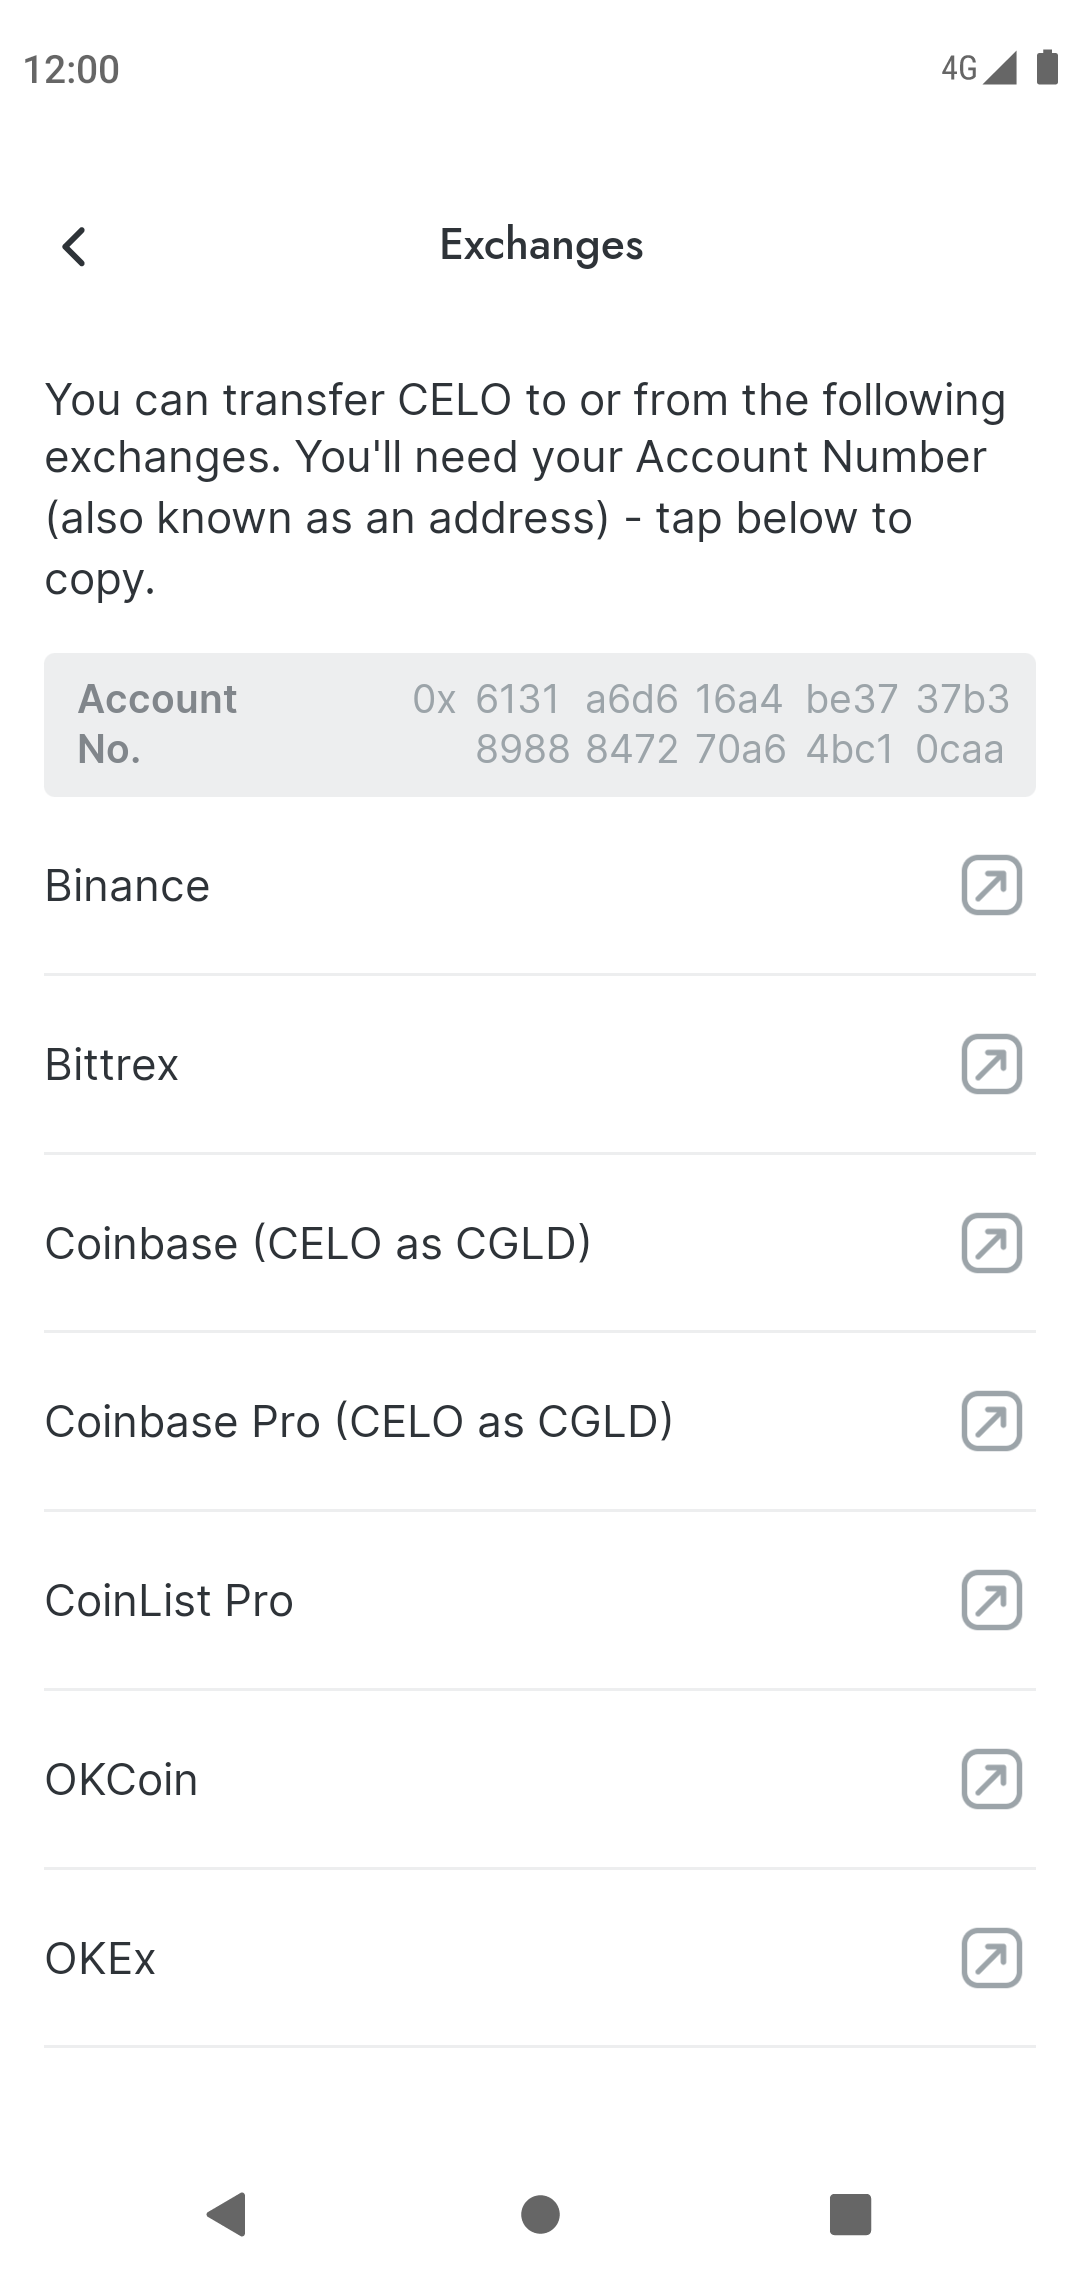 12:00
4G
Exchanges
You can transfer CELO to or from the following
exchanges. You'll need your Account Number
(also known as an address) - tap below to
copy.
Account 0x 6131 a6d6 16a4 be37 37b3
No. 8988 8472 70a6 4bc1 0caa
Binance
Bittrex
Coinbase (CELO as CGLD)
Coinbase Pro (CELO as CGLD)
CoinList Pro
OKCoin
OKEx